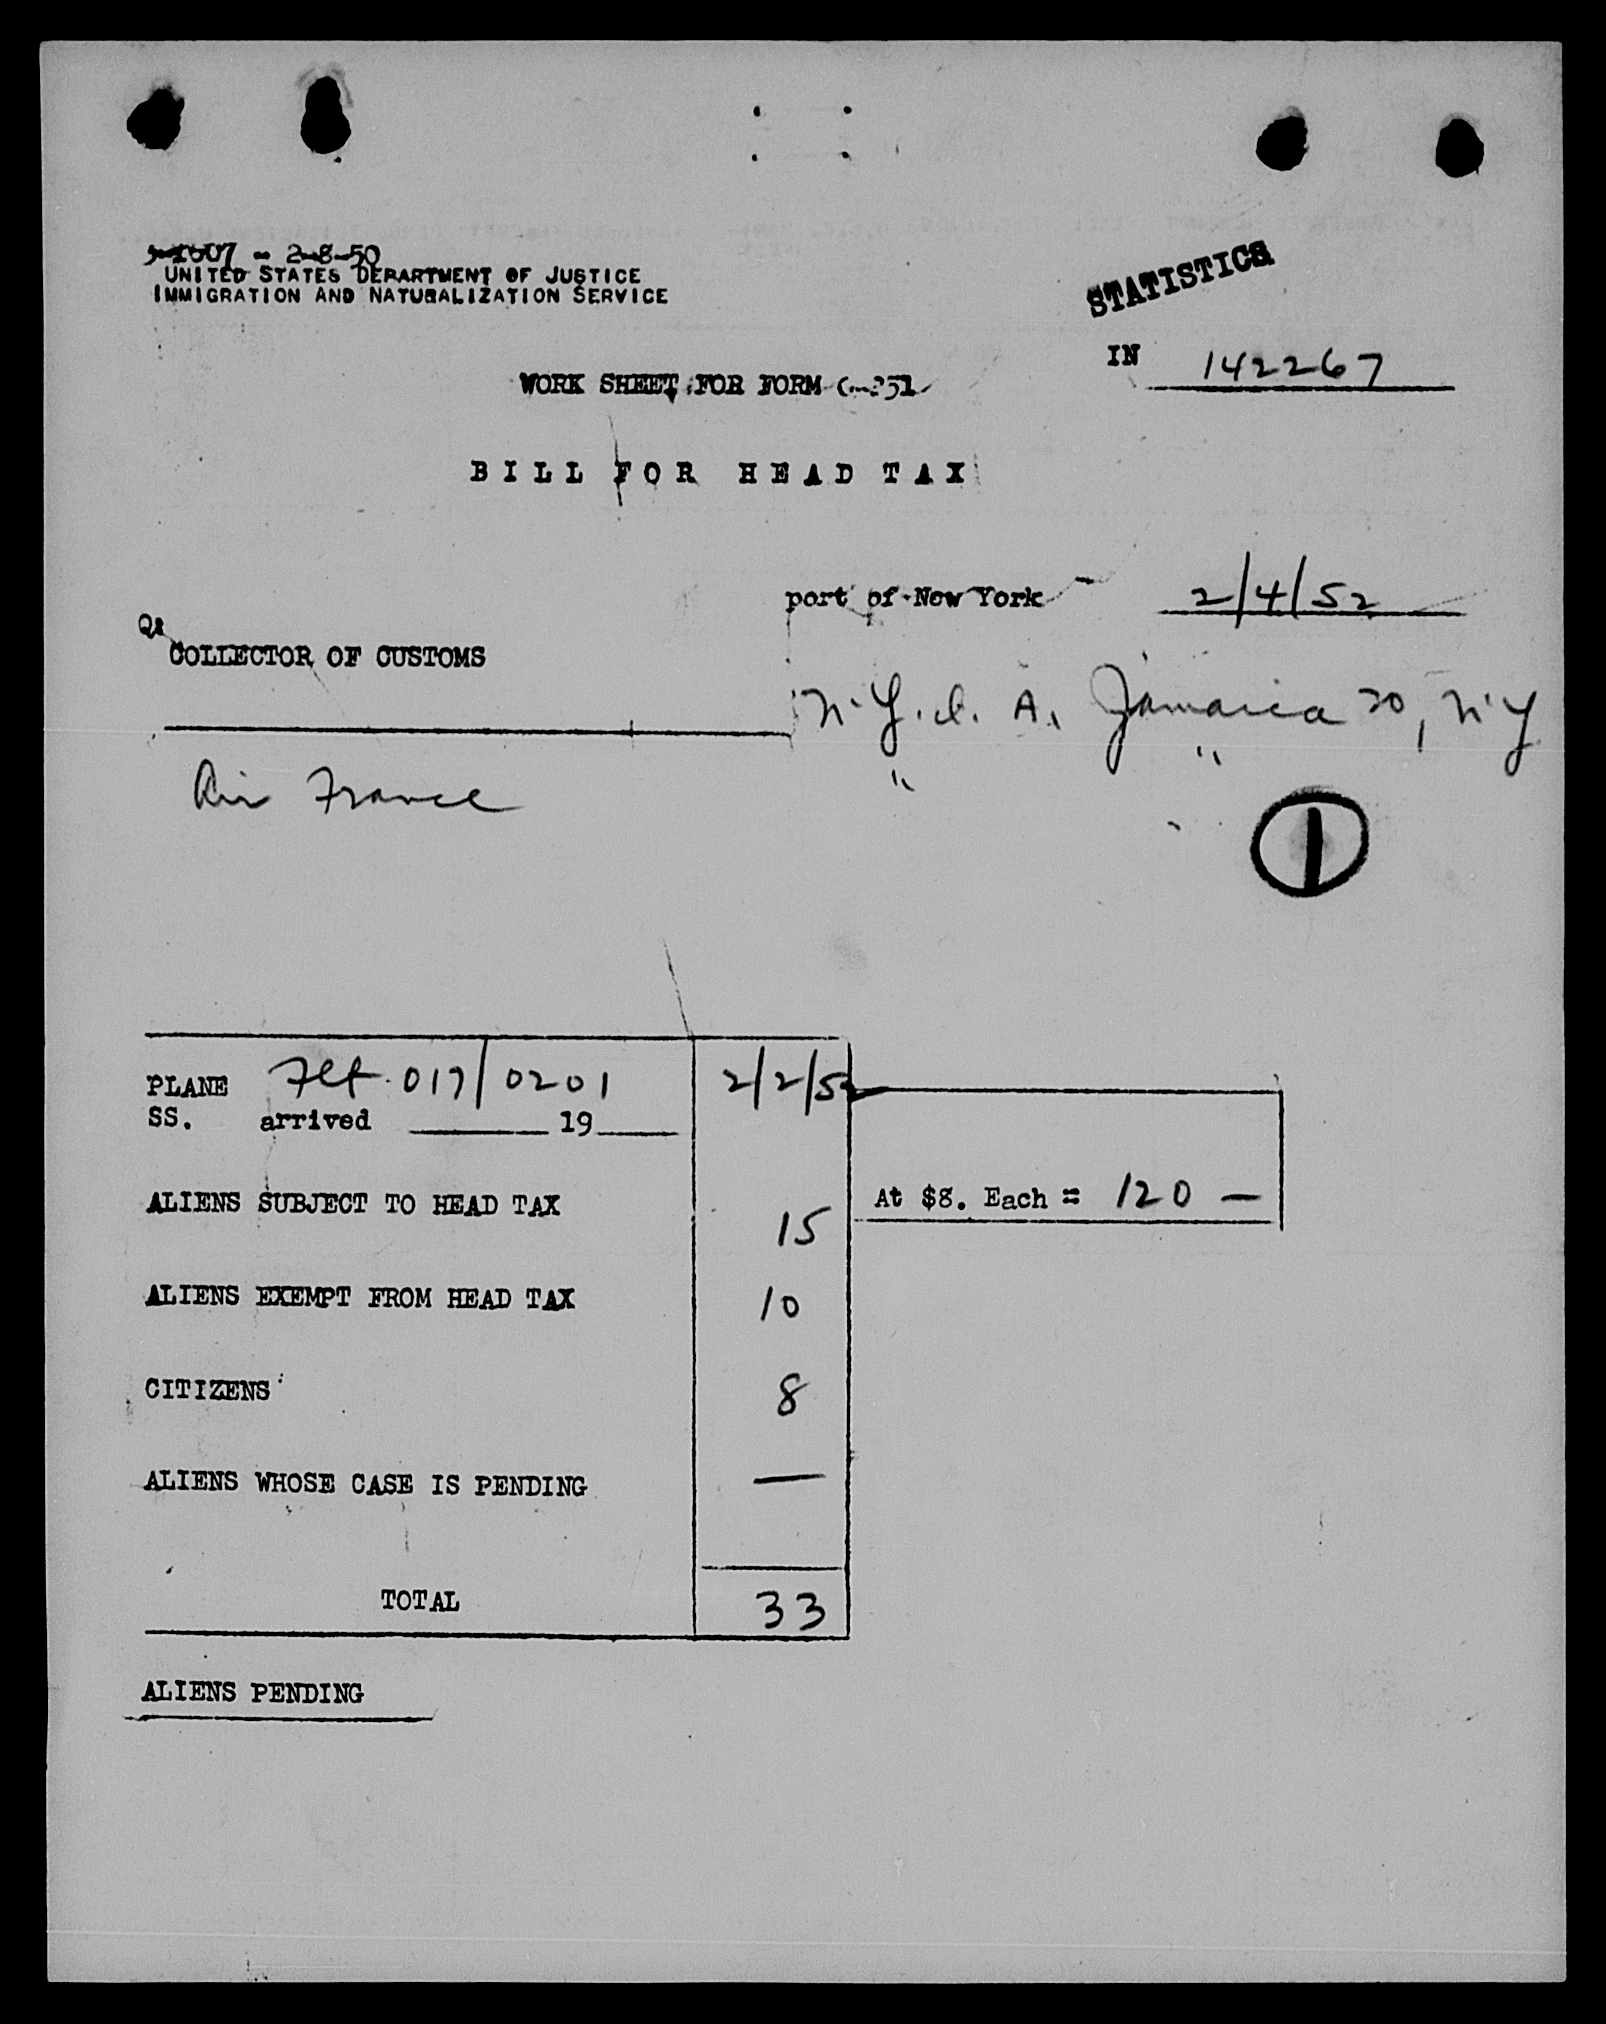 2-8-50
UNITED STATES DEPARTMENT OF JUSTICE
IMMIGRATION AND NATURALIZATION SERVICE
STATISTICS
IN 142267
WORK SHEET FOR FORM
BILL FOR HEAD TAX
port of New York 2/4/52
COLLECTOR OF CUSTOMS
N.Y.I.A. Jamaica 30, N.Y
" "
Air France
1
PLANE Flt. 017/0201 2/2/52
SS. arrived 19
ALIENS SUBJECT TO HEAD TAX 15 At $8. Each = 120 —
ALIENS EXEMPT FROM HEAD TAX 10
CITIZENS 8
ALIENS WHOSE CASE IS PENDING —
TOTAL 33
ALIENS PENDING